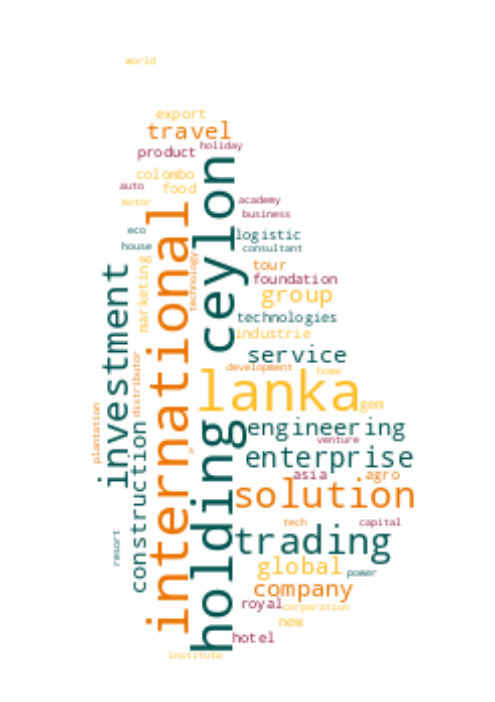 world
export
travel
holiday
product
colombo
auto
food
motor
academy
business
international
ceylon
eco
logistic
house
consultant
marketing
technology
tour
foundation
investment
group
technologies
industrie
service
development
home
lanka
gem
distributor
plantation
construction
holding
engineering
venture
enterprise
asia
agro
solution
tech
capital
trading
resort
global
power
company
royal
corporation
new
hotel
institute